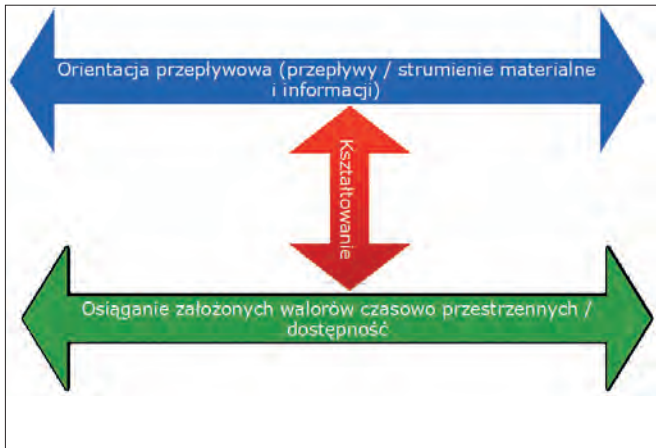 Orientacja przepływowa (przepływy / strumienie materialne
i informacji)
Kształtowanie
Osiąganie założonych walorów czasowo przestrzennych /
dostępność